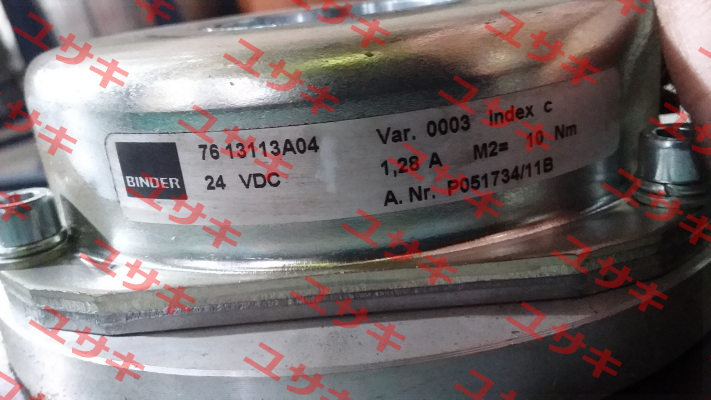 BINDER
76 13113A04
24 VDC
Var. 0003 index c
1,28 A M2= 10 Nm
A. Nr. P051734/11B
ユサキ